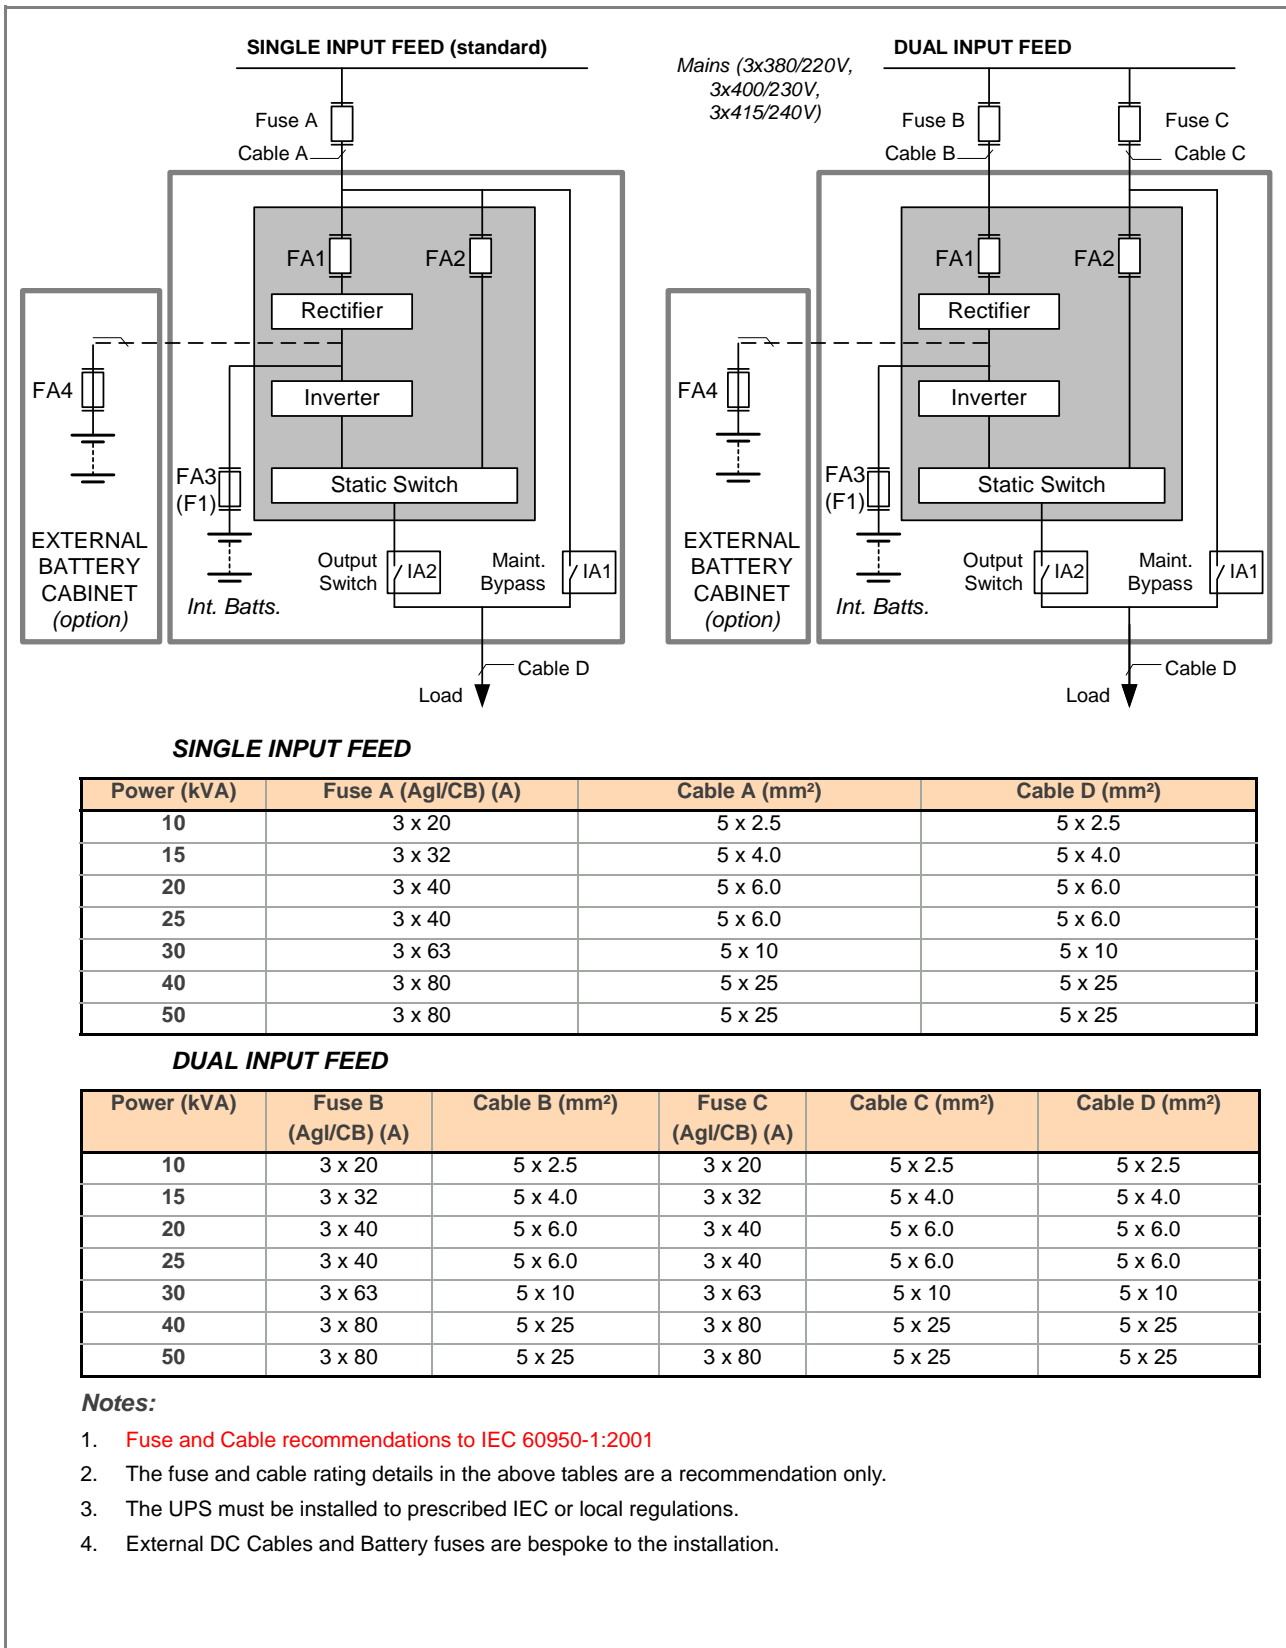 SINGLE INPUT FEED (standard)
Mains (3x380/220V,
3x400/230V,
3x415/240V)
DUAL INPUT FEED
Fuse A
Cable A
FA1
FA2
Rectifier
FA4
Inverter
FA3
(F1)
Static Switch
EXTERNAL
BATTERY
CABINET
(option)
Int. Batts.
Output
Switch
IA2
Maint.
Bypass
IA1
Cable D
Load
Fuse B
Cable B
Fuse C
Cable C
FA1
FA2
Rectifier
FA4
Inverter
FA3
(F1)
Static Switch
EXTERNAL
BATTERY
CABINET
(option)
Int. Batts.
Output
Switch
IA2
Maint.
Bypass
IA1
Cable D
Load
SINGLE INPUT FEED
Power (kVA) Fuse A (Agl/CB) (A) Cable A (mm²) Cable D (mm²)
10 3 x 20 5 x 2.5 5 x 2.5
15 3 x 32 5 x 4.0 5 x 4.0
20 3 x 40 5 x 6.0 5 x 6.0
25 3 x 40 5 x 6.0 5 x 6.0
30 3 x 63 5 x 10 5 x 10
40 3 x 80 5 x 25 5 x 25
50 3 x 80 5 x 25 5 x 25
DUAL INPUT FEED
Power (kVA) Fuse B Cable B (mm²) Fuse C Cable C (mm²) Cable D (mm²)
(Agl/CB) (A) (Agl/CB) (A)
10 3 x 20 5 x 2.5 3 x 20 5 x 2.5 5 x 2.5
15 3 x 32 5 x 4.0 3 x 32 5 x 4.0 5 x 4.0
20 3 x 40 5 x 6.0 3 x 40 5 x 6.0 5 x 6.0
25 3 x 40 5 x 6.0 3 x 40 5 x 6.0 5 x 6.0
30 3 x 63 5 x 10 3 x 63 5 x 10 5 x 10
40 3 x 80 5 x 25 3 x 80 5 x 25 5 x 25
50 3 x 80 5 x 25 3 x 80 5 x 25 5 x 25
Notes:
1. Fuse and Cable recommendations to IEC 60950-1:2001
2. The fuse and cable rating details in the above tables are a recommendation only.
3. The UPS must be installed to prescribed IEC or local regulations.
4. External DC Cables and Battery fuses are bespoke to the installation.